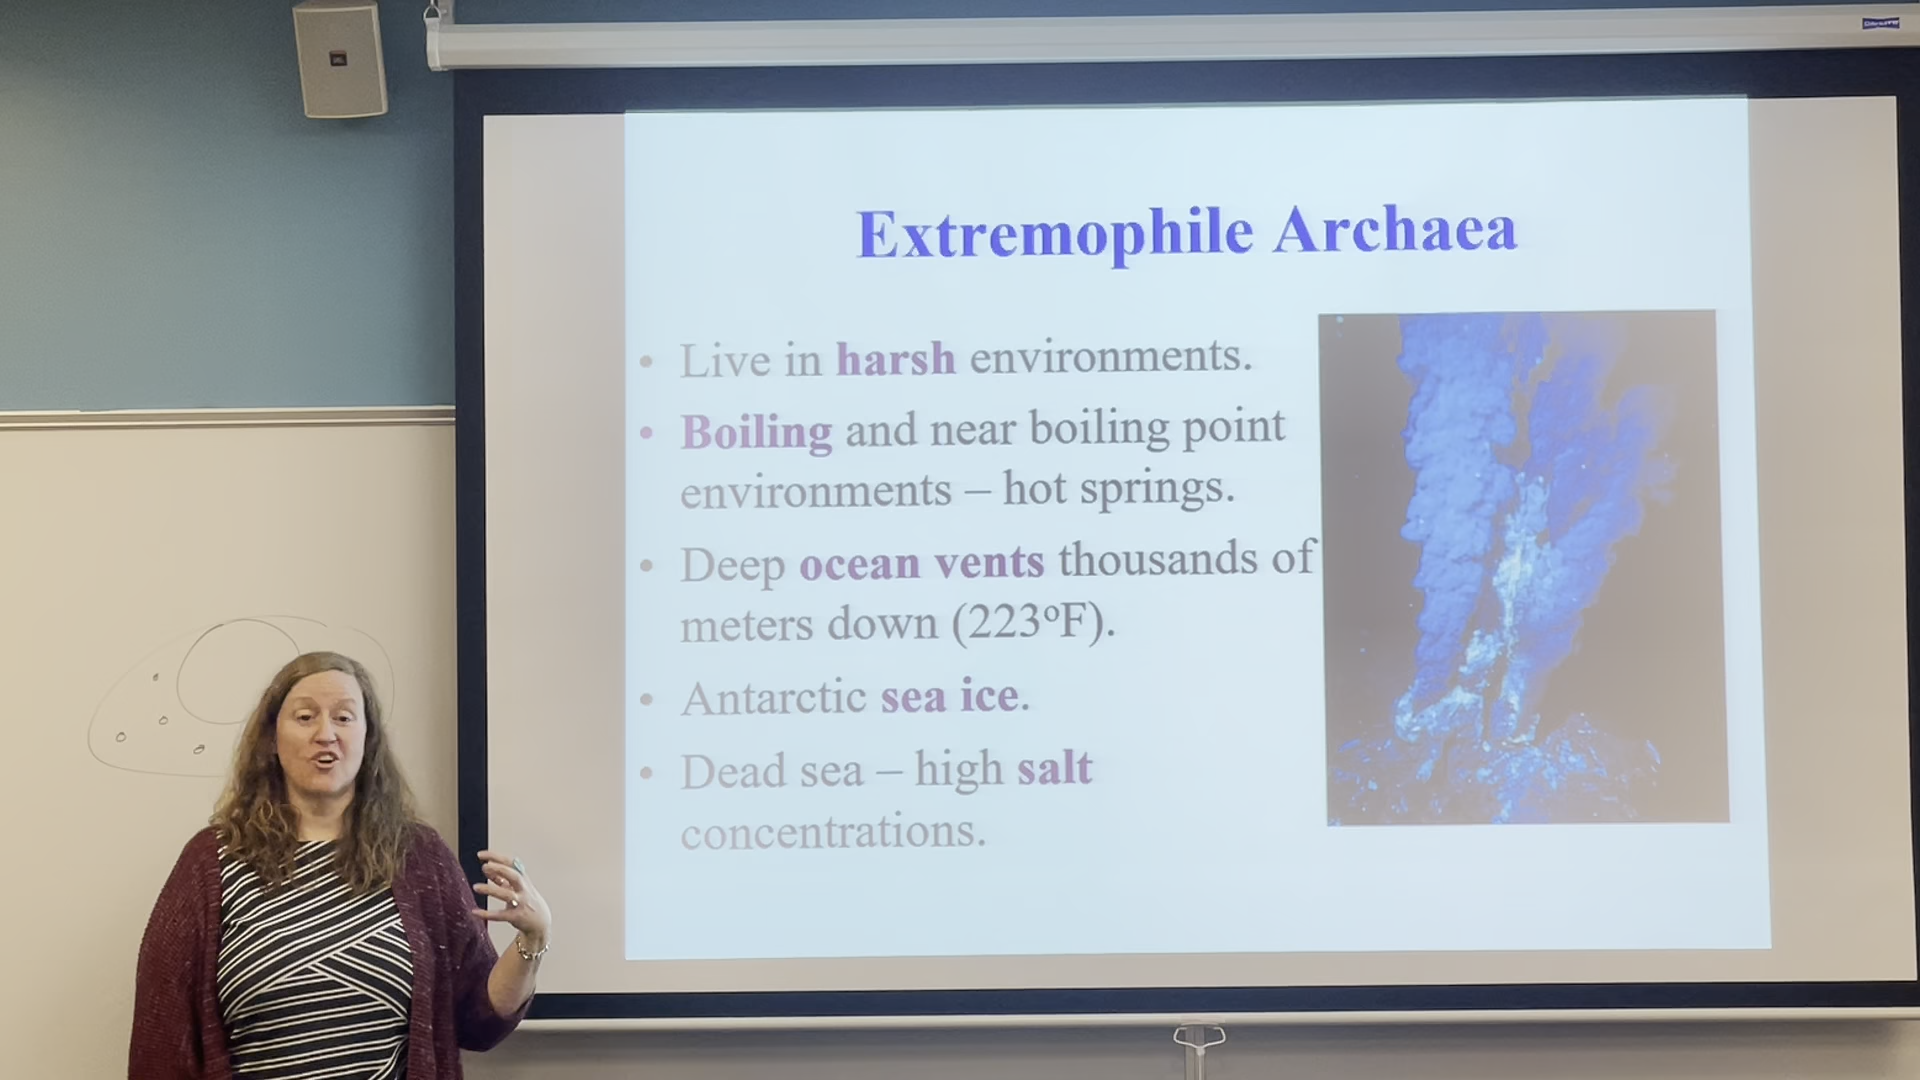 Extremophile Archaea
• Live in harsh environments.
• Boiling and near boiling point
environments – hot springs.
• Deep ocean vents thousands of
meters down (223ºF).
• Antarctic sea ice.
• Dead sea – high salt
concentrations.